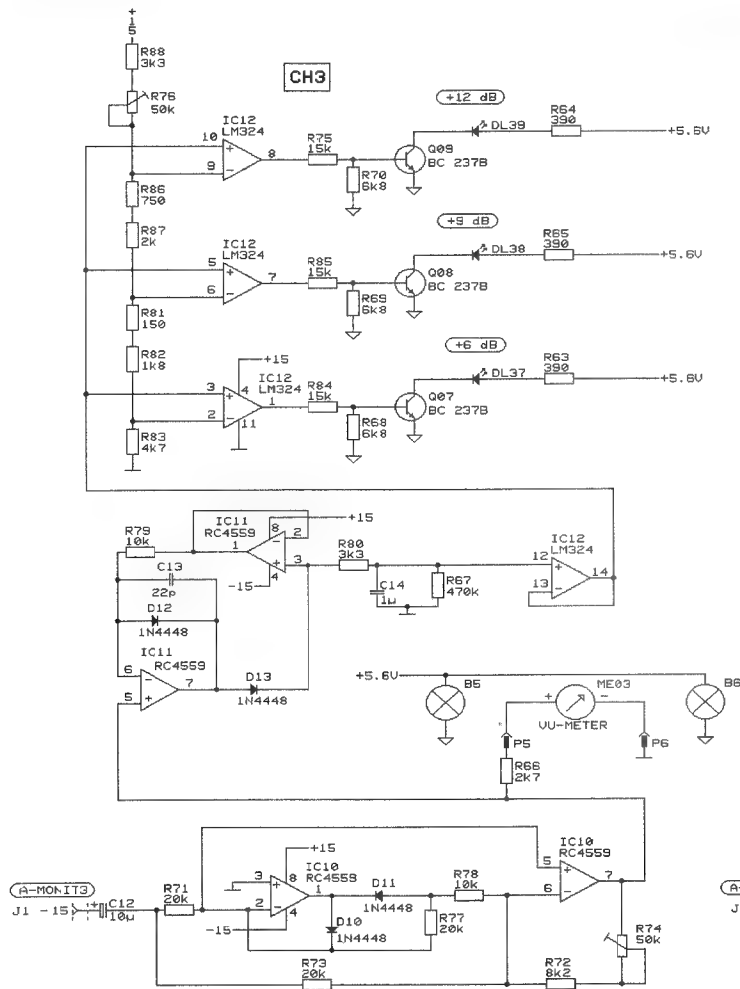 +
15
R88
3k3
CH3
R76
50k
+12 dB
R64
390
DL39
+5.6V
IC12
LM324
10
9
8
R75
15k
Q09
BC 237B
R70
6k8
R86
750
R87
2k
+9 dB
R65
390
DL38
+5.6V
IC12
LM324
5
6
7
R85
15k
Q08
BC 237B
R69
6k8
R81
150
R82
1k8
+6 dB
R63
390
DL37
+5.6V
+15
IC12
LM324
3
2
4
11
1
R84
15k
Q07
BC 237B
R68
6k8
R83
4k7
R79
10k
IC11
RC4559
+15
8
1
2
3
4
-15
R80
3k3
IC12
LM324
12
13
14
C13
22p
C14
1µ
R67
470k
D12
1N4448
IC11
RC4559
6
5
7
D13
1N4448
+5.6V
B5
+
ME03
-
B6
VU-METER
P5
P6
R66
2k7
IC10
RC4559
5
6
7
+15
A-MONIT3
J1 -15
+
C12
10µ
R71
20k
3
2
8
4
1
IC10
RC4559
-15
D11
1N4448
D10
1N4448
R78
10k
R77
20k
R74
50k
R73
20k
R72
8k2
A-
J